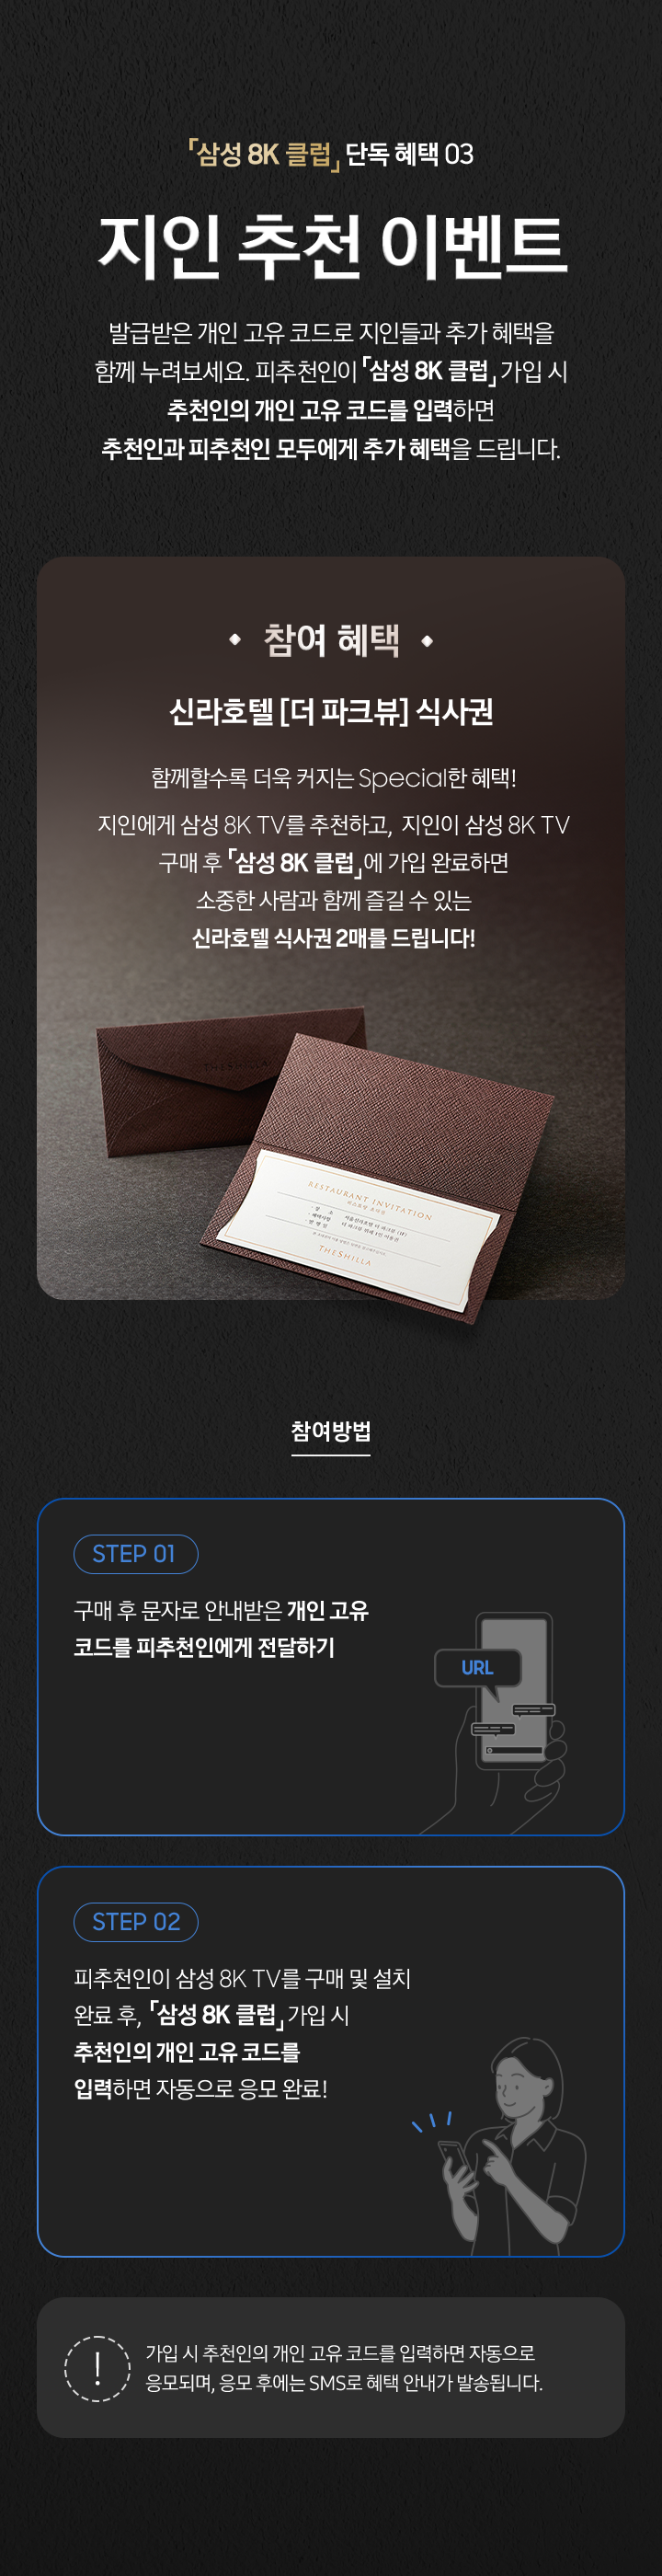 「삼성 8K 클럽」 단독 혜택 03
지인 추천 이벤트
발급받은 개인 고유 코드로 지인들과 추가 혜택을
함께 누려보세요. 피추천인이 「삼성 8K 클럽」 가입 시
추천인의 개인 고유 코드를 입력하면
추천인과 피추천인 모두에게 추가 혜택을 드립니다.
참여 혜택
신라호텔 [더 파크뷰] 식사권
함께할수록 더욱 커지는 Special한 혜택!
지인에게 삼성 8K TV를 추천하고, 지인이 삼성 8K TV
구매 후 「삼성 8K 클럽」에 가입 완료하면
소중한 사람과 함께 즐길 수 있는
신라호텔 식사권 2매를 드립니다!
THE SHILLA
RESTAURANT INVITATION
THE SHILLA
참여방법
STEP 01
구매 후 문자로 안내받은 개인 고유
코드를 피추천인에게 전달하기
URL
STEP 02
피추천인이 삼성 8K TV를 구매 및 설치
완료 후, 「삼성 8K 클럽」 가입 시
추천인의 개인 고유 코드를
입력하면 자동으로 응모 완료!
가입 시 추천인의 개인 고유 코드를 입력하면 자동으로
응모되며, 응모 후에는 SMS로 혜택 안내가 발송됩니다.